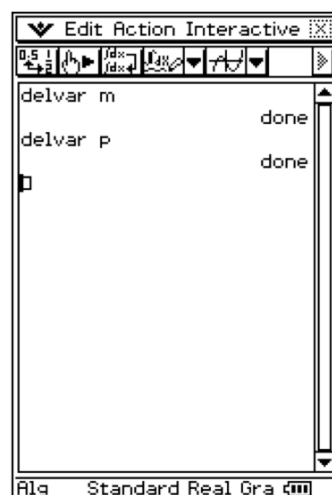 Edit Action Interactive
delvar m
done
delvar p
done
Alg Standard Real Gra